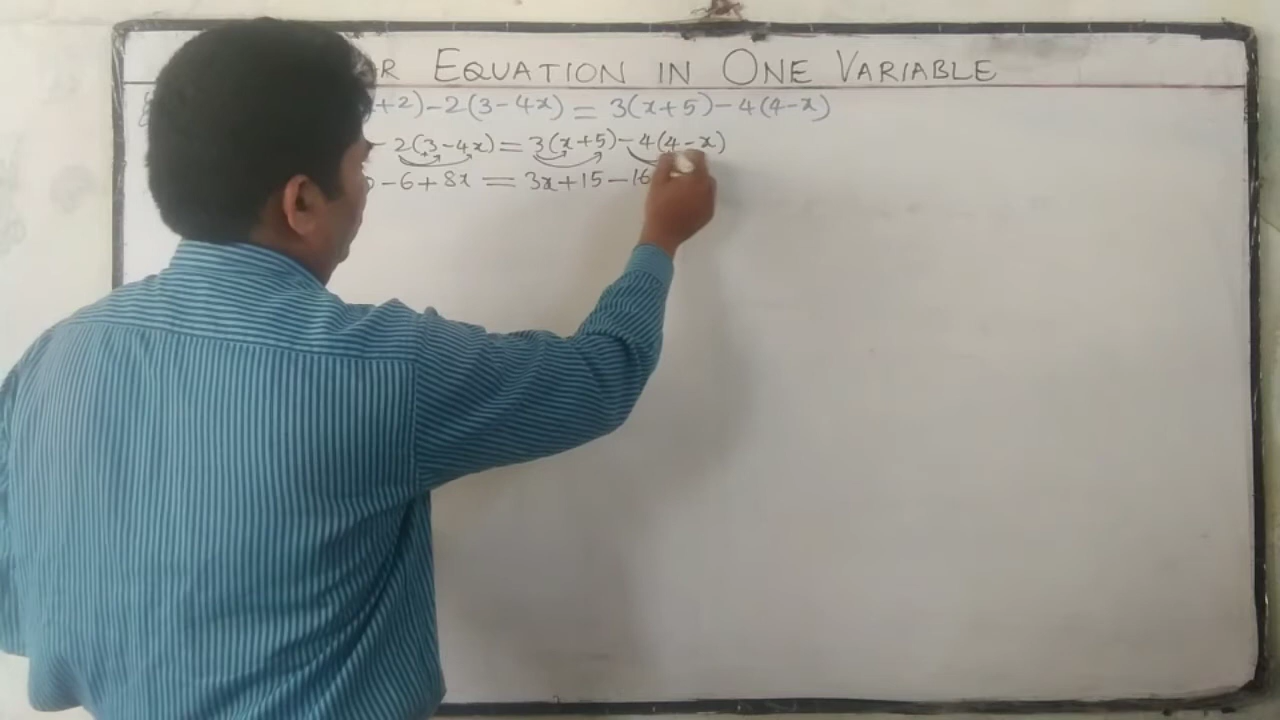 R EQUATION IN ONE VARIABLE
+2) - 2(3 - 4x) = 3(x + 5) - 4(4 - x)
- 2(3 - 4x) = 3(x + 5) - 4(4 - x)
- 6 + 8x = 3x + 15 - 16